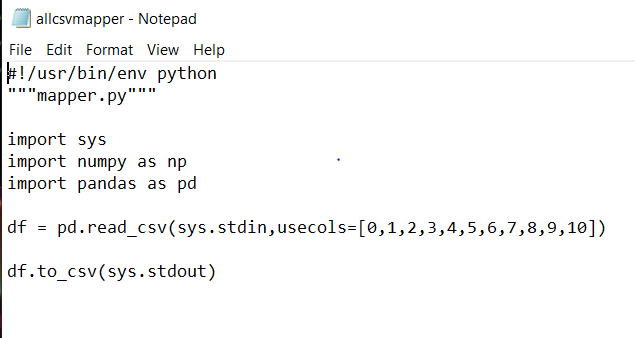 allcsvmapper - Notepad
File Edit Format View Help
#!/usr/bin/env python
"""mapper.py"""
import sys
import numpy as np
import pandas as pd
df = pd.read_csv(sys.stdin,usecols=[0,1,2,3,4,5,6,7,8,9,10])
df.to_csv(sys.stdout)